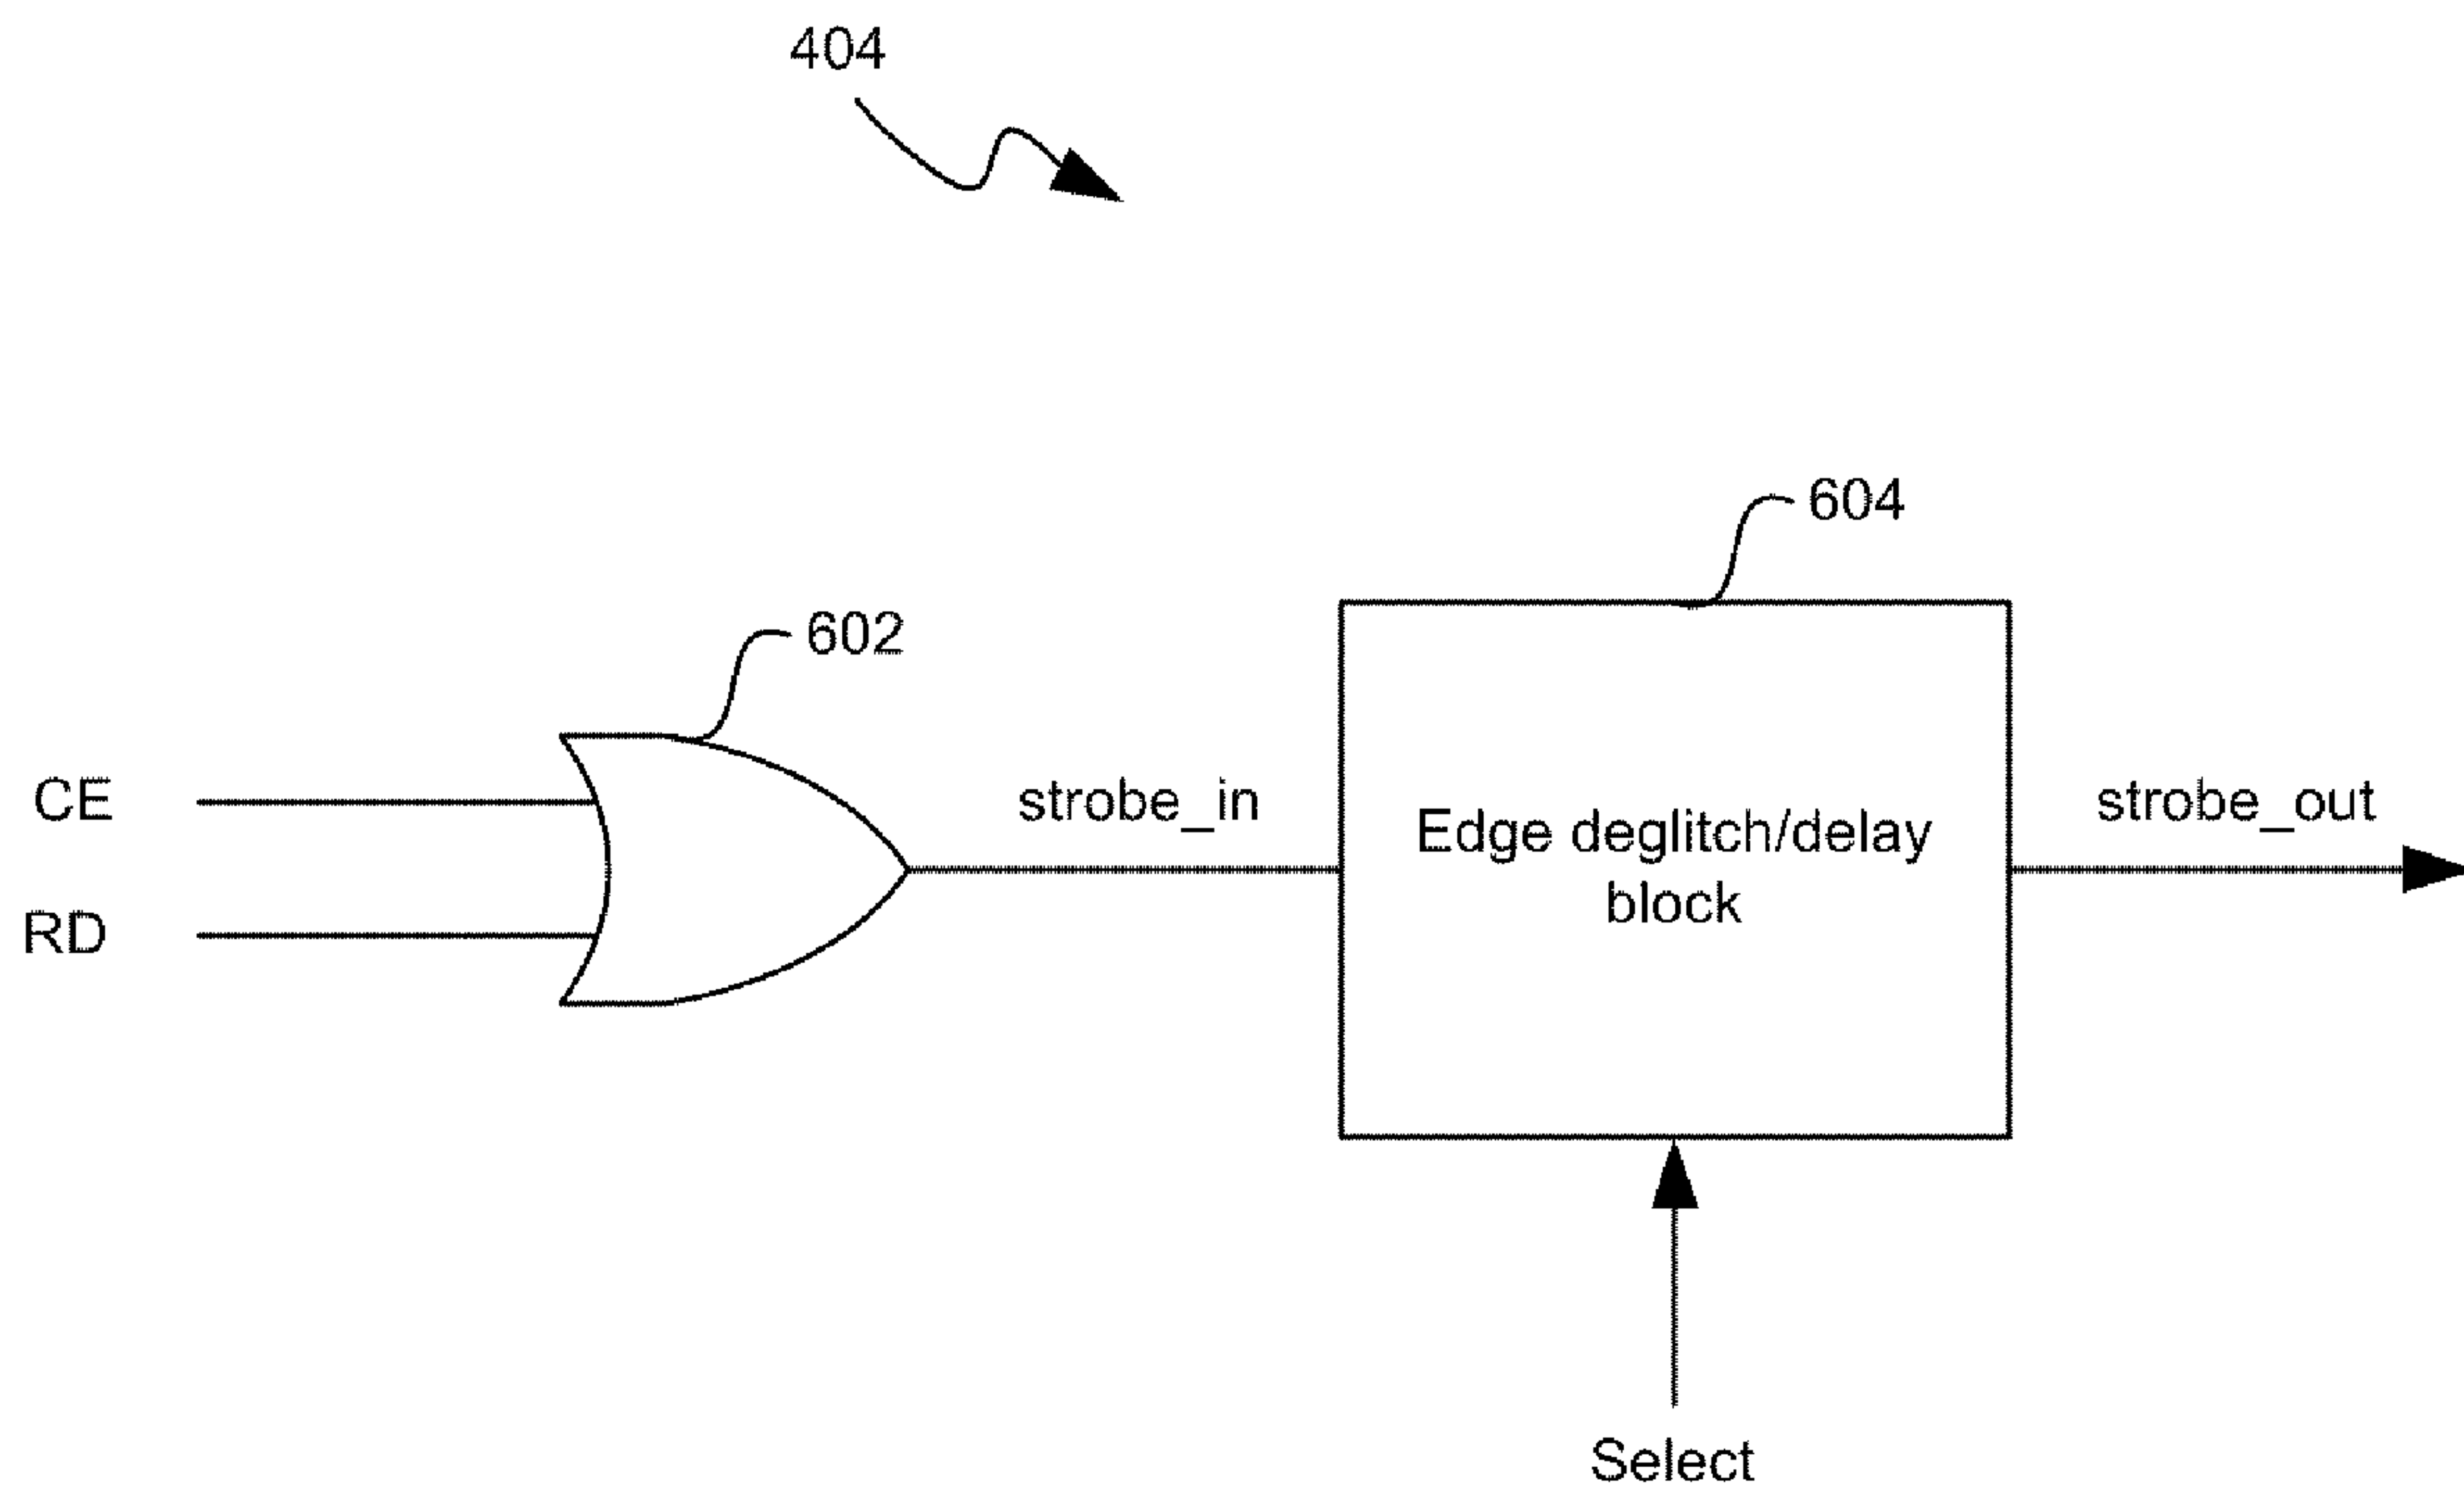 404
604
602
CE
strobe_in
strobe_out
Edge deglitch/delay
block
RD
Select